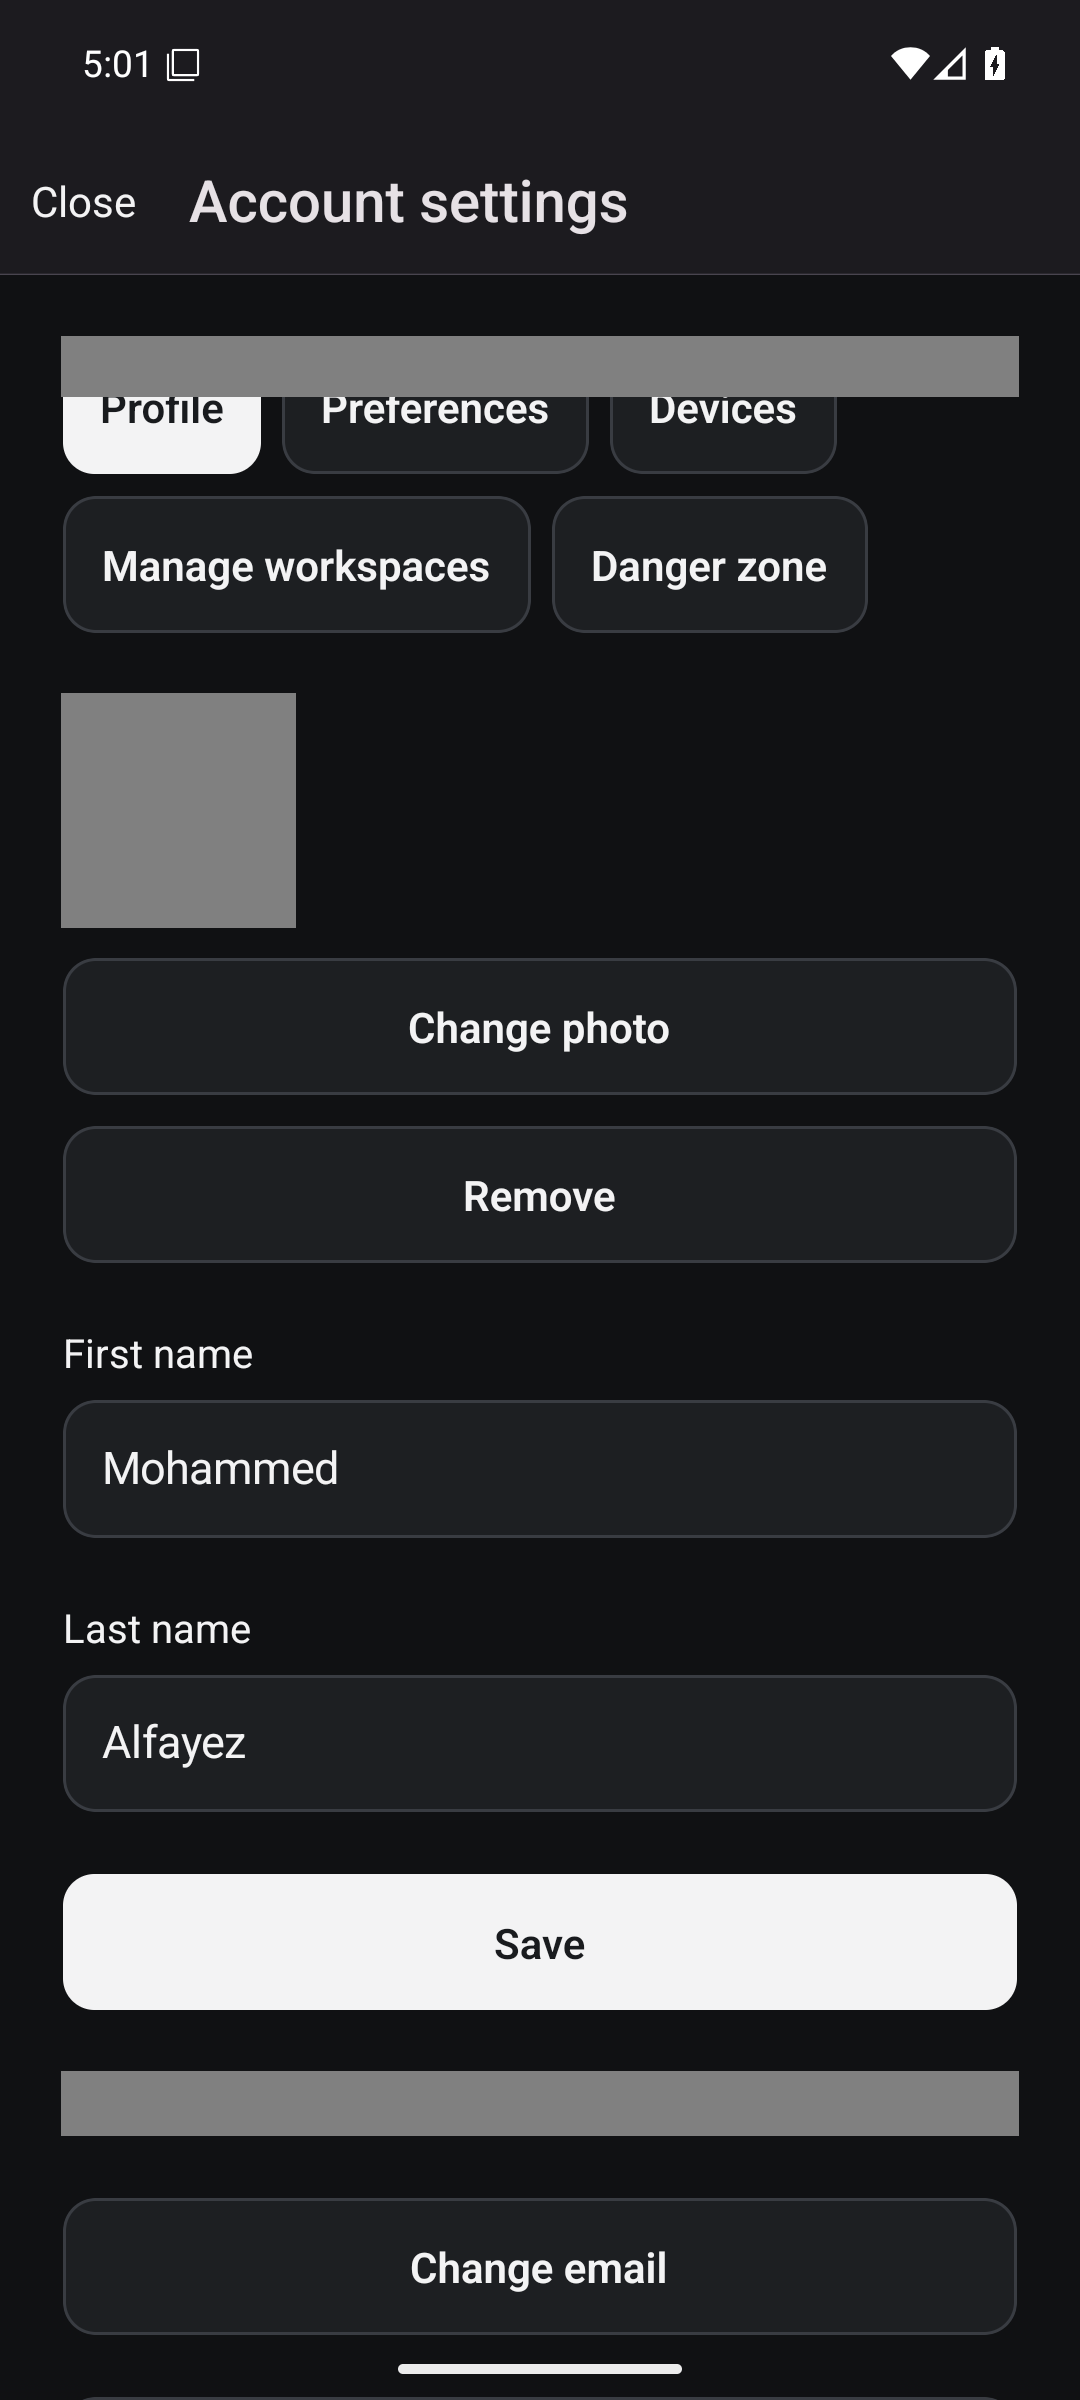 5:01
Close Account settings
Profile Preferences Devices
Manage workspaces Danger zone
Change photo
Remove
First name
Mohammed
Last name
Alfayez
Save
Change email